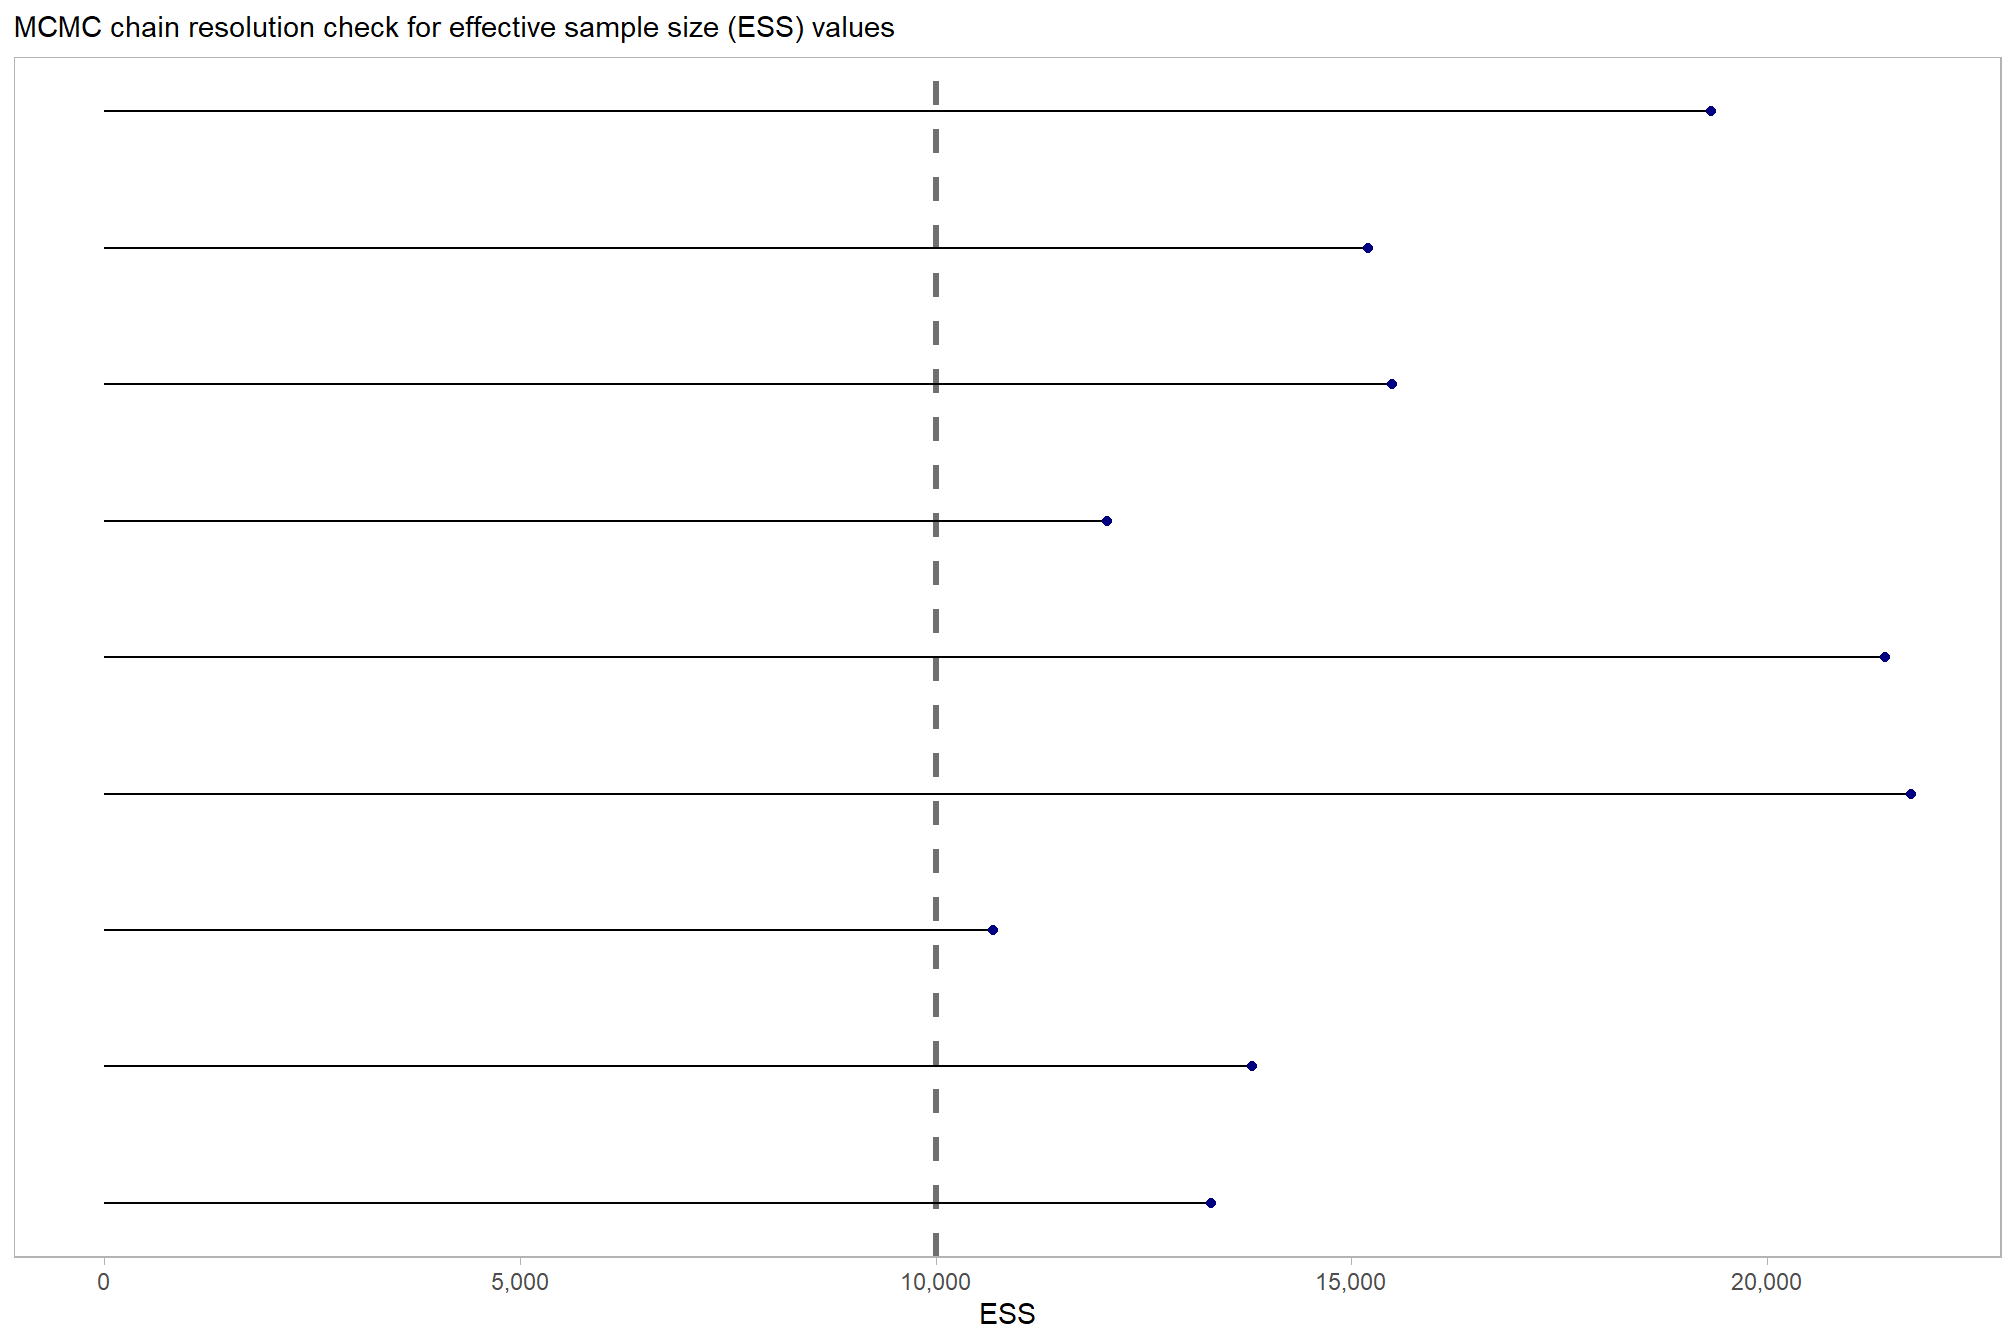 MCMC chain resolution check for effective sample size (ESS) values
0 5,000 10,000 15,000 20,000
ESS